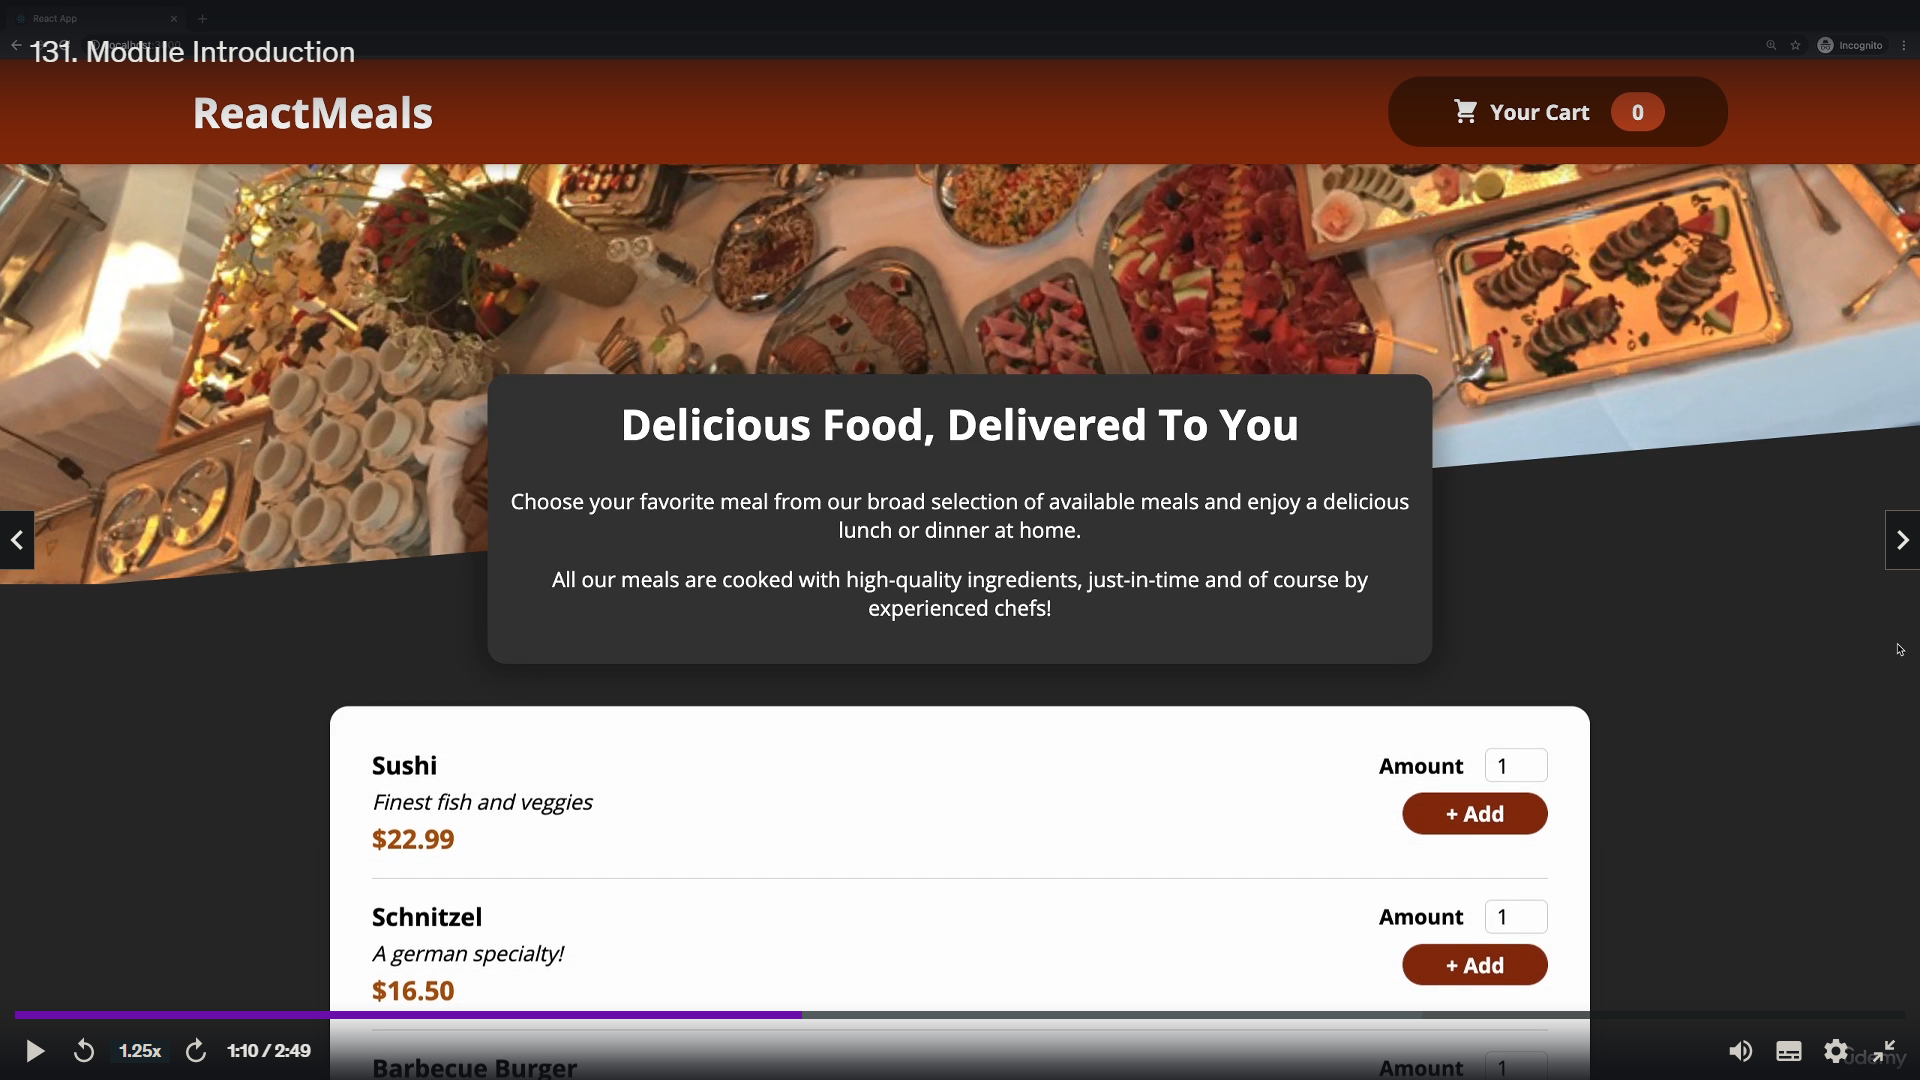 React App
131. Module Introduction
Incognito
ReactMeals
Your Cart 0
Delicious Food, Delivered To You
Choose your favorite meal from our broad selection of available meals and enjoy a delicious
lunch or dinner at home.
All our meals are cooked with high-quality ingredients, just-in-time and of course by
experienced chefs!
Sushi
Amount 1
Finest fish and veggies
+ Add
$22.99
Schnitzel
Amount 1
A german specialty!
+ Add
$16.50
Barbecue Burger
Amount 1
1.25x
1:10 / 2:49
udemy